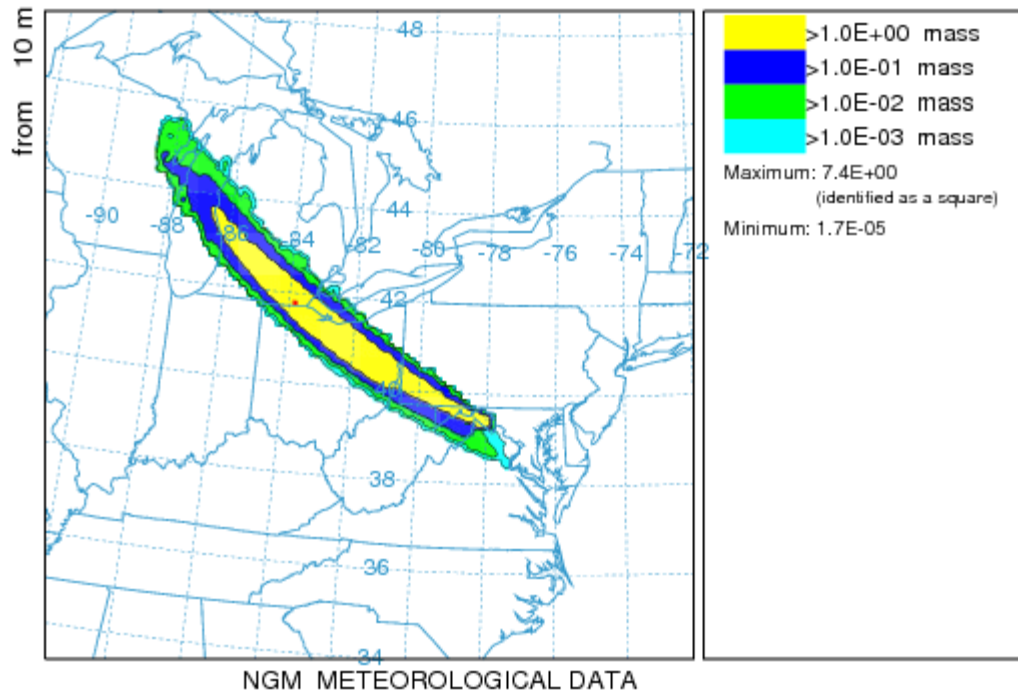 from 10 m
48
46
-90
-88
-86
-84
-82
-80
-78
-76
-74
-72
44
42
40
38
36
34
>1.0E+00 mass
>1.0E-01 mass
>1.0E-02 mass
>1.0E-03 mass
Maximum: 7.4E+00
(identified as a square)
Minimum: 1.7E-05
NGM METEOROLOGICAL DATA